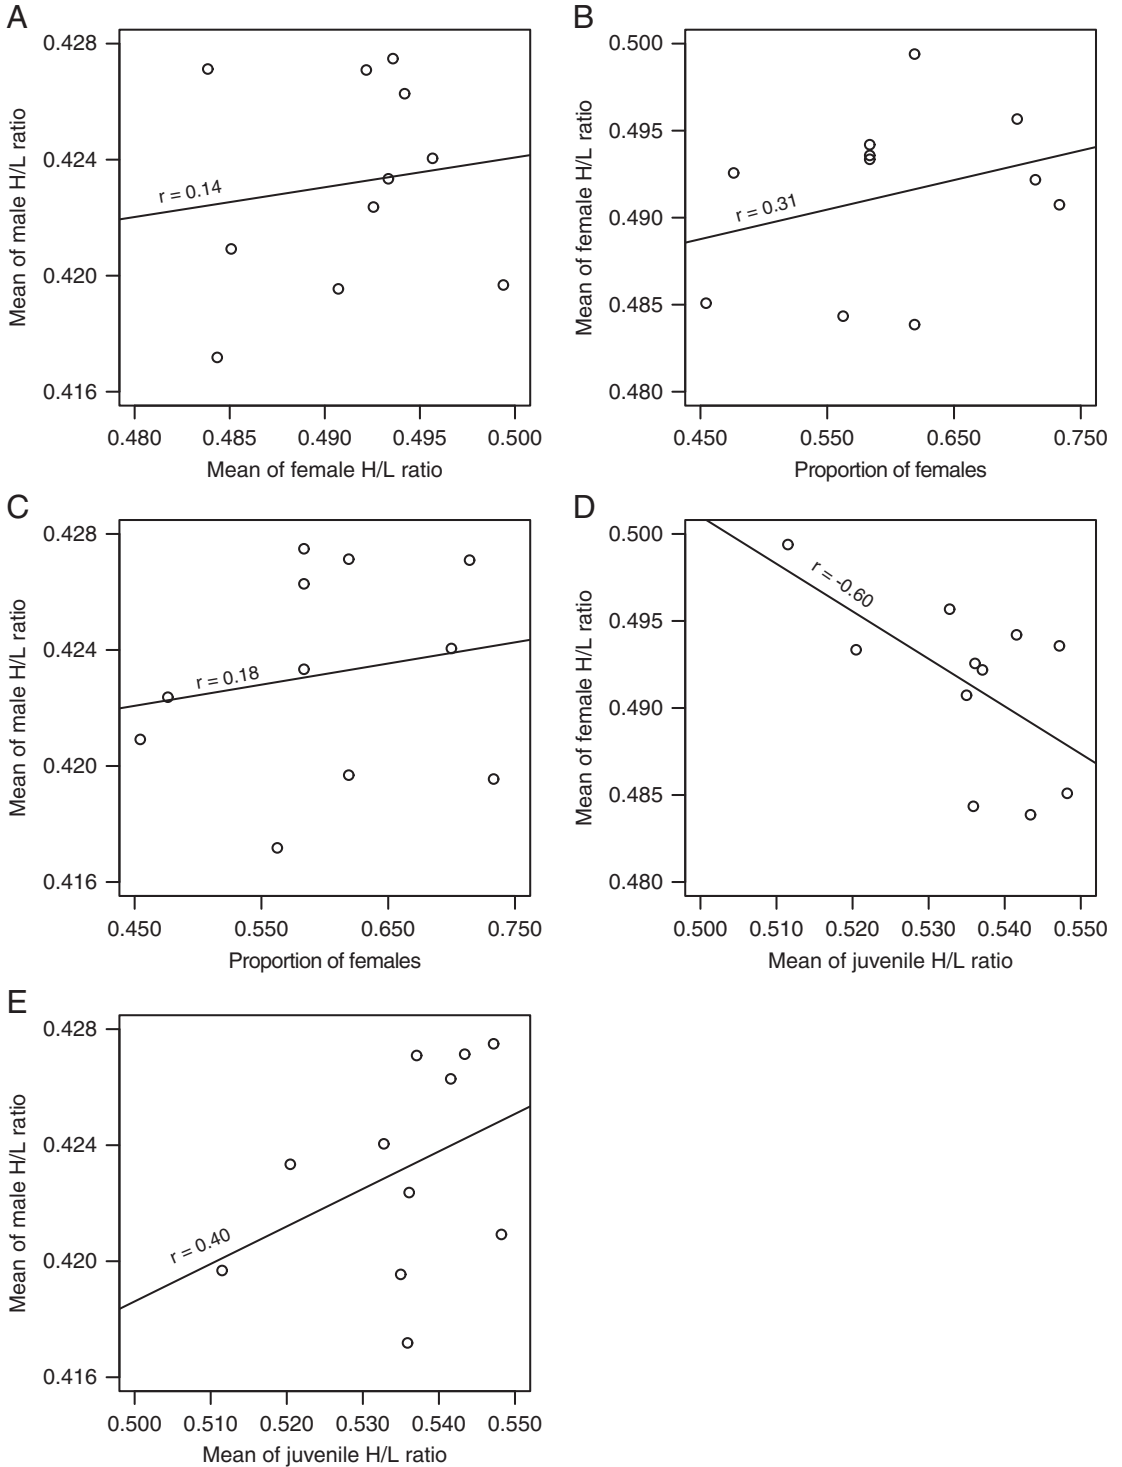 A
Mean of male H/L ratio
0.428
0.424
0.420
0.416
r = 0.14
0.480 0.485 0.490 0.495 0.500
Mean of female H/L ratio
B
Mean of female H/L ratio
0.500
0.495
0.490
0.485
0.480
r = 0.31
0.450 0.550 0.650 0.750
Proportion of females
C
Mean of male H/L ratio
0.428
0.424
0.420
0.416
r = 0.18
0.450 0.550 0.650 0.750
Proportion of females
D
Mean of female H/L ratio
0.500
0.495
0.490
0.485
0.480
r = -0.60
0.500 0.510 0.520 0.530 0.540 0.550
Mean of juvenile H/L ratio
E
Mean of male H/L ratio
0.428
0.424
0.420
0.416
r = 0.40
0.500 0.510 0.520 0.530 0.540 0.550
Mean of juvenile H/L ratio